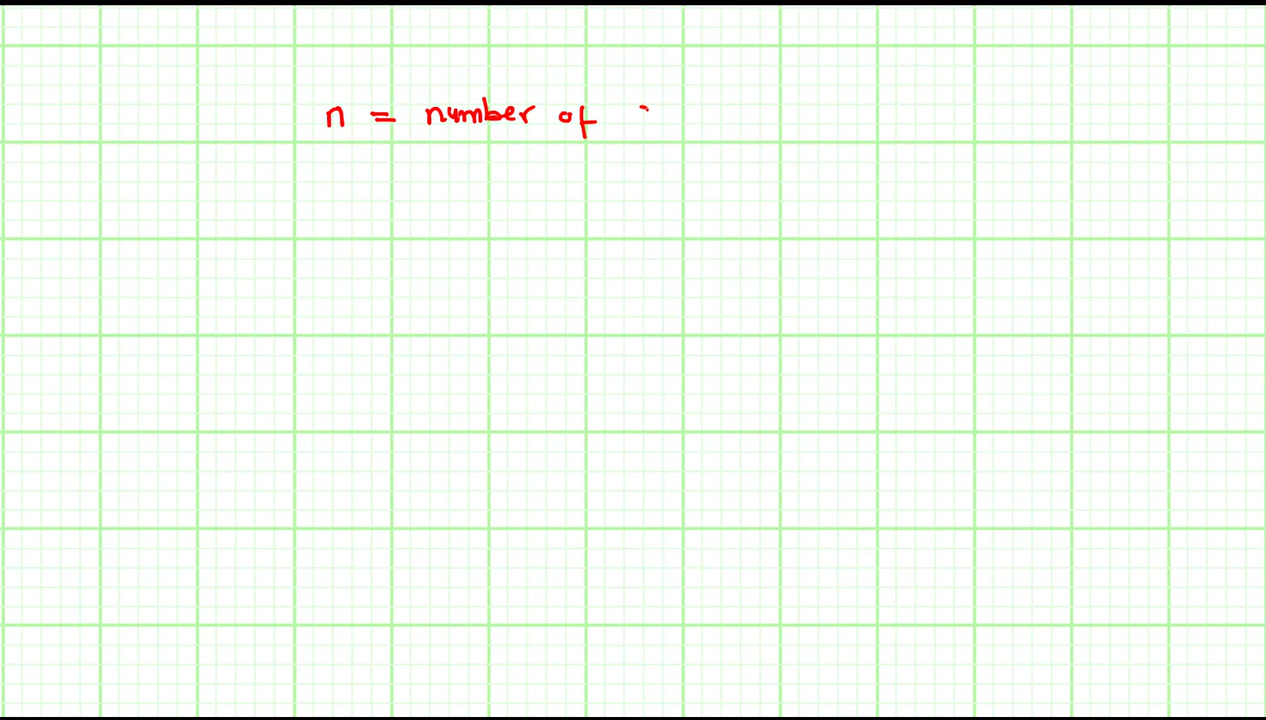 n = number of